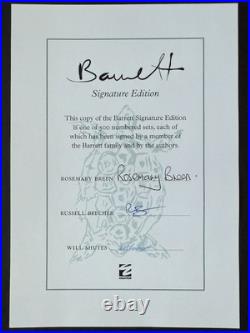 Barrett
Signature Edition
This copy of the Barrett Signature Edition
is one of 500 numbered sets, each of
which has been signed by a member of
the Barrett family and by the authors.
ROSEMARY BREEN Rosemary Breen.
RUSSELL BEECHER
WILL SHUTES